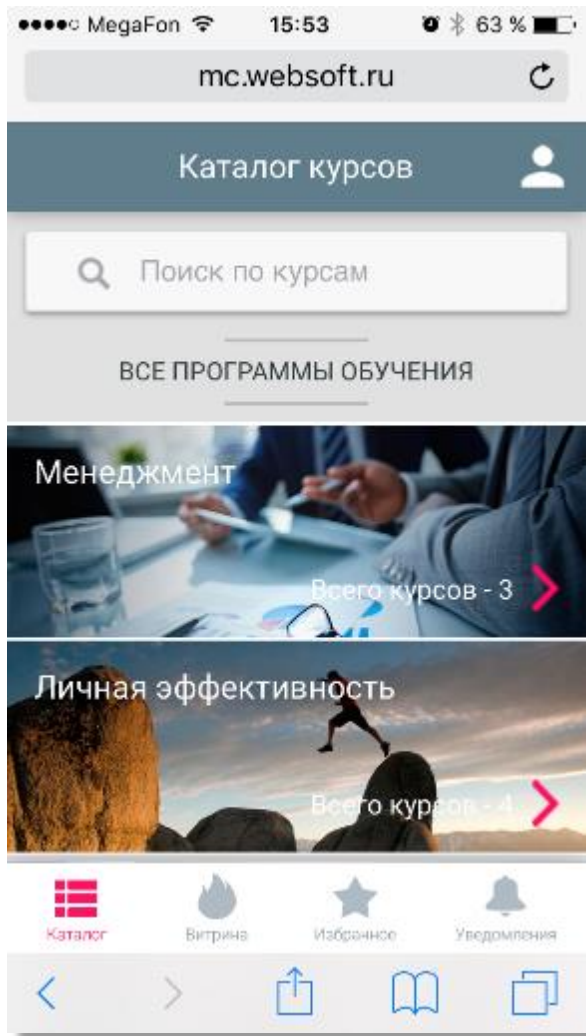 MegaFon 15:53 63 %
mc.websoft.ru
Каталог курсов
Поиск по курсам
ВСЕ ПРОГРАММЫ ОБУЧЕНИЯ
Менеджмент
Всего курсов - 3
Личная эффективность
Всего курсов - 4
Каталог Витрина Избранное Уведомления